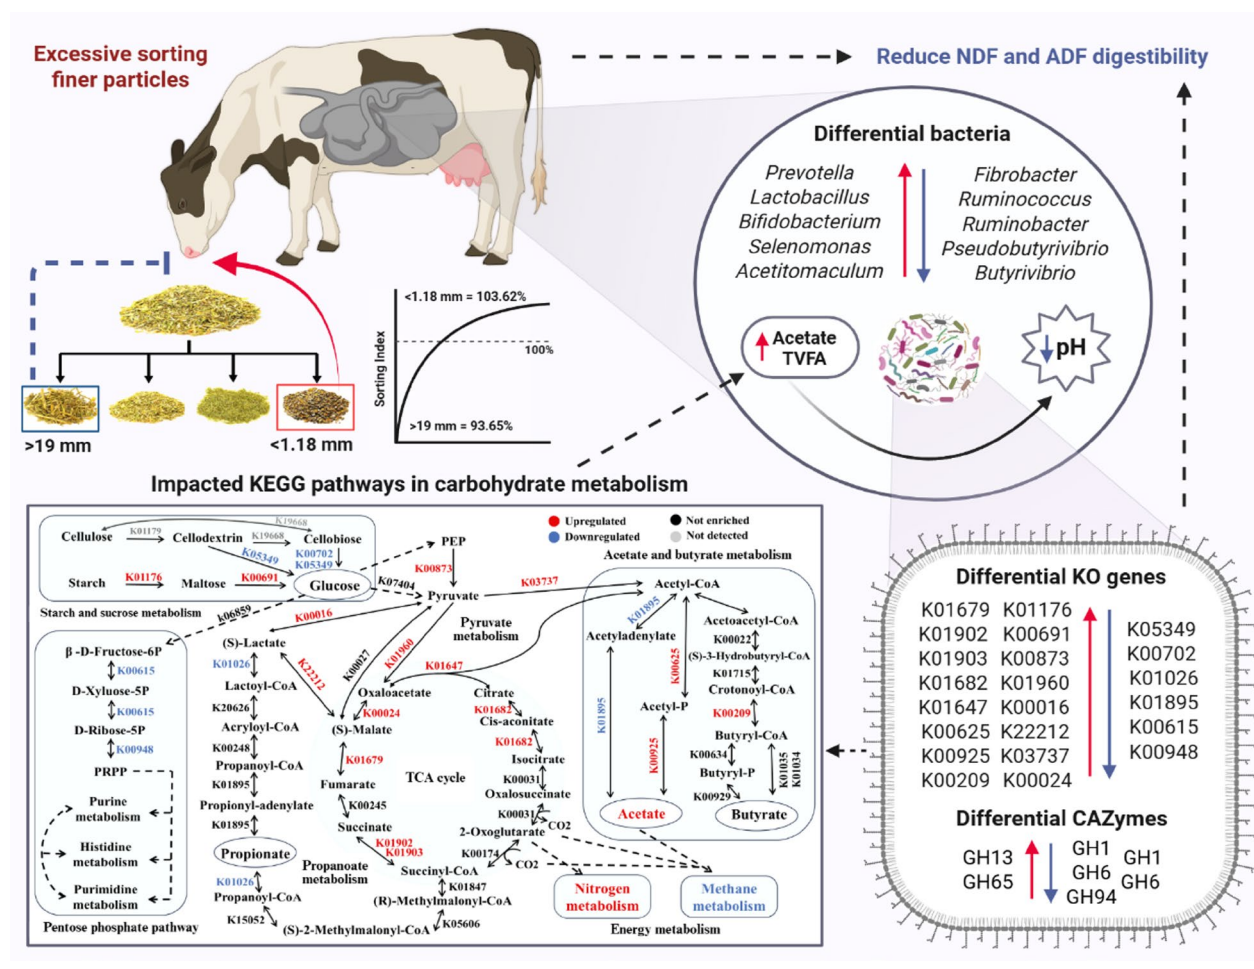 Excessive sorting
finer particles
Reduce NDF and ADF digestibility
Differential bacteria
Prevotella
Lactobacillus
Bifidobacterium
Selenomonas
Acetitomaculum
Fibrobacter
Ruminococcus
Ruminobacter
Pseudobutyrivibrio
Butyrivibrio
Acetate
TVFA
pH
>19 mm
<1.18 mm
Sorting Index
<1.18 mm = 103.62%
100%
>19 mm = 93.65%
Impacted KEGG pathways in carbohydrate metabolism
Upregulated
Downregulated
Not enriched
Not detected
Cellulose
K01179
Cellodextrin
K19668
K19668
Cellobiose
K05349
K00702
K05349
Starch
K01176
Maltose
K00691
Glucose
Starch and sucrose metabolism
PEP
K00873
K07404
Pyruvate
K03737
k06859
K00016
Pyruvate
metabolism
β -D-Fructose-6P
K00615
D-Xyluose-5P
K00615
D-Ribose-5P
K00948
PRPP
Purine
metabolism
Histidine
metabolism
Purimidine
metabolism
Pentose phosphate pathway
(S)-Lactate
K01026
Lactoyl-CoA
K20626
Acryloyl-CoA
K00248
Propanoyl-CoA
K01895
Propionyl-adenylate
K01895
Propionate
K01026
Propanoyl-CoA
K15052
(S)-2-Methylmalonyl-CoA
K05606
(R)-Methylmalonyl-CoA
K01847
Succinyl-CoA
Propanoate
metabolism
K22212
K00027
K01960
K01647
Oxaloacetate
K00024
(S)-Malate
K01679
Fumarate
K00245
Succinate
K01902
K01903
TCA cycle
Citrate
K01682
Cis-aconitate
K01682
Isocitrate
K00031
Oxalosuccinate
K00031
CO2
2-Oxoglutarate
K00174
CO2
Acetate and butyrate metabolism
Acetyl-CoA
K01895
Acetyladenylate
K01895
K00625
Acetyl-P
K00925
Acetate
Acetoacetyl-CoA
K00022
(S)-3-Hydrobutyryl-CoA
K01715
Crotonoyl-CoA
K00209
Butyryl-CoA
K00634
Butyryl-P
K00929
K01035
K01034
Butyrate
Nitrogen
metabolism
Methane
metabolism
Energy metabolism
Differential KO genes
K01679 K01176
K01902 K00691
K01903 K00873
K01682 K01960
K01647 K00016
K00625 K22212
K00925 K03737
K00209 K00024
K05349
K00702
K01026
K01895
K00615
K00948
Differential CAZymes
GH13
GH65
GH1
GH6
GH94
GH1
GH6